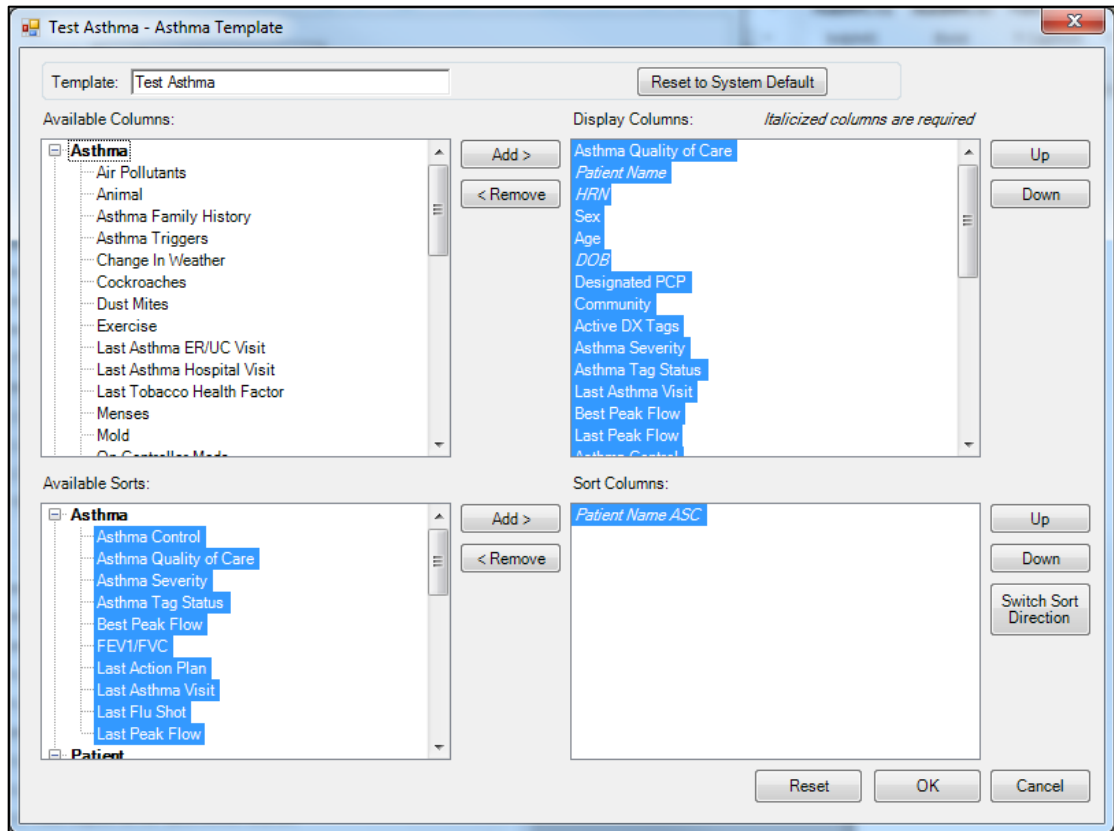 Test Asthma - Asthma Template
Template: Test Asthma
Reset to System Default
Available Columns:
Asthma
Air Pollutants
Animal
Asthma Family History
Asthma Triggers
Change In Weather
Cockroaches
Dust Mites
Exercise
Last Asthma ER/UC Visit
Last Asthma Hospital Visit
Last Tobacco Health Factor
Menses
Mold
On Controller Meds
Add >
< Remove
Display Columns: Italicized columns are required
Asthma Quality of Care
Patient Name
HRN
Sex
Age
DOB
Designated PCP
Community
Active DX Tags
Asthma Severity
Asthma Tag Status
Last Asthma Visit
Best Peak Flow
Last Peak Flow
Asthma Control
Up
Down
Available Sorts:
Asthma
Asthma Control
Asthma Quality of Care
Asthma Severity
Asthma Tag Status
Best Peak Flow
FEV1/FVC
Last Action Plan
Last Asthma Visit
Last Flu Shot
Last Peak Flow
Patient
Add >
< Remove
Sort Columns:
Patient Name ASC
Up
Down
Switch Sort
Direction
Reset
OK
Cancel